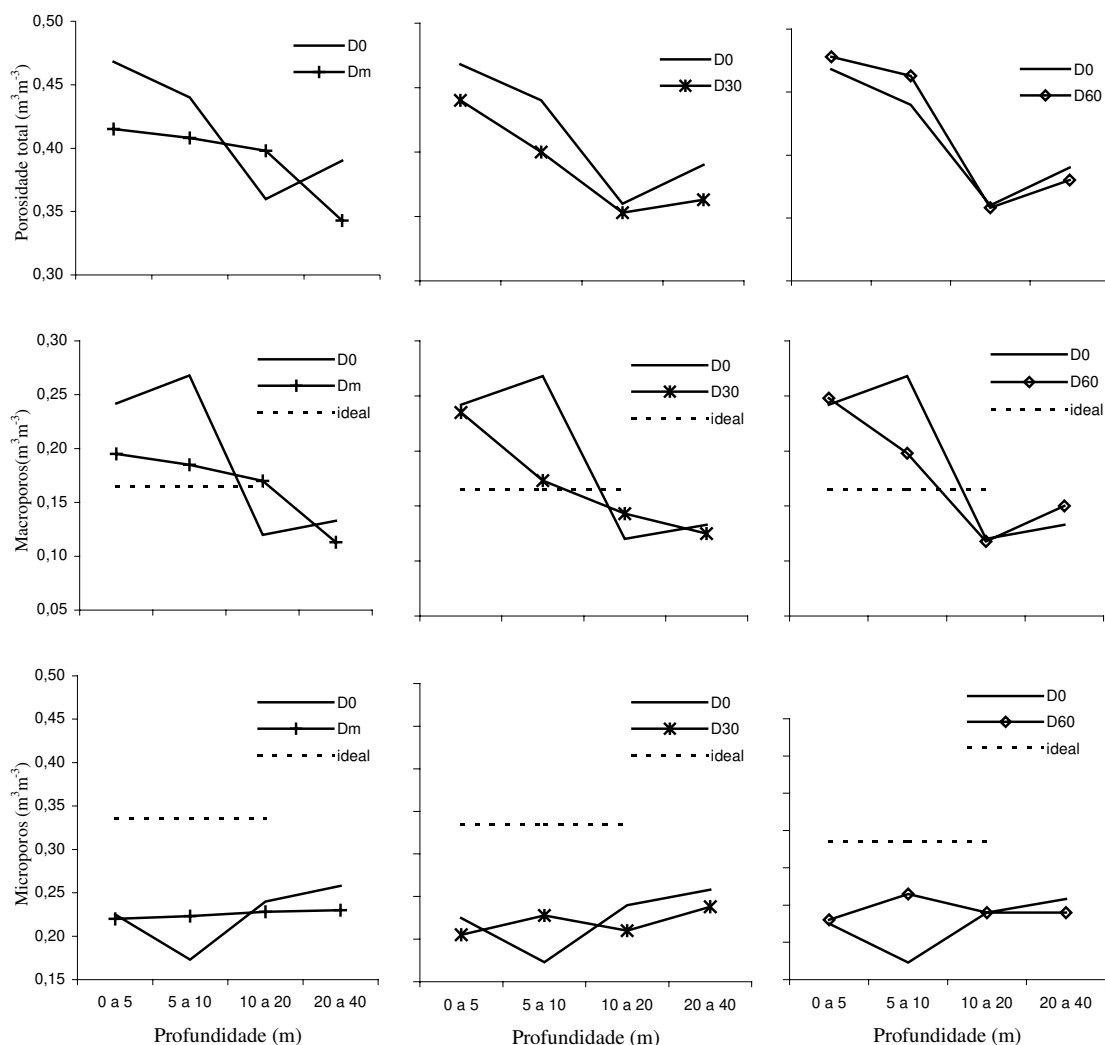 Porosidade total (m³m⁻³)
0,50
0,45
0,40
0,35
0,30
D0
Dm
D0
D30
D0
D60
Macroporos(m³m⁻³)
0,30
0,25
0,20
0,15
0,10
0,05
D0
Dm
ideal
D0
D30
ideal
D0
D60
ideal
Microporos (m³m⁻³)
0,50
0,45
0,40
0,35
0,30
0,25
0,20
0,15
D0
Dm
ideal
D0
D30
ideal
D0
D60
ideal
0 a 5 5 a 10 10 a 20 20 a 40
Profundidade (m)
0 a 5 5 a 10 10 a 20 20 a 40
Profundidade (m)
0 a 5 5 a 10 10 a 20 20 a 40
Profundidade (m)